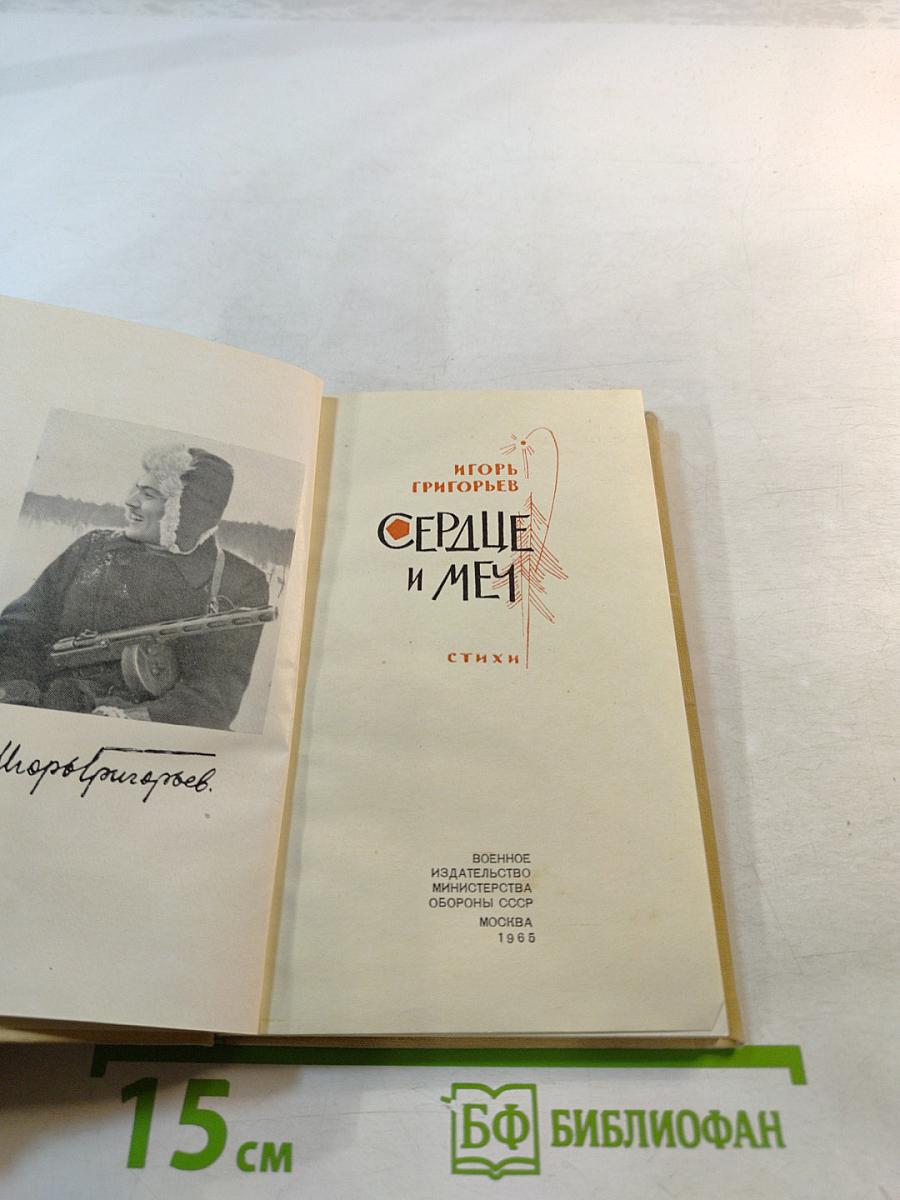 Игорь Григорьев.
ИГОРЬ
ГРИГОРЬЕВ
СЕРДЦЕ
И МЕЧ
СТИХИ
ВОЕННОЕ
ИЗДАТЕЛЬСТВО
МИНИСТЕРСТВА
ОБОРОНЫ СССР
МОСКВА
1965
15 см
БФ БИБЛИОФАН